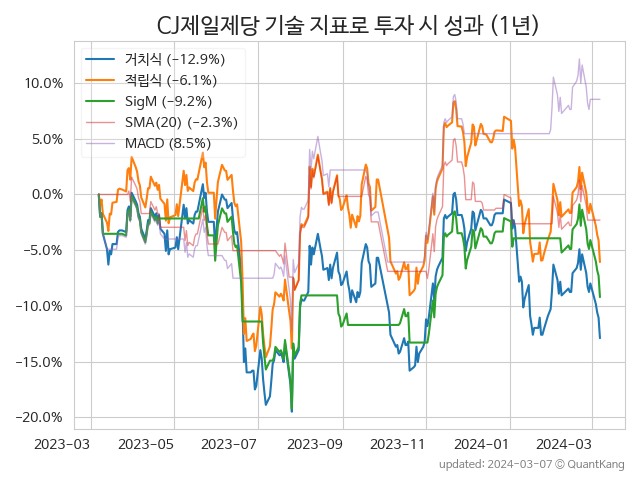 CJ제일제당 기술 지표로 투자 시 성과 (1년)
거치식 (−12.9%)
적립식 (−6.1%)
SigM (−9.2%)
SMA(20) (−2.3%)
MACD (8.5%)
10.0%
5.0%
0.0%
−5.0%
−10.0%
−15.0%
−20.0%
2023-03 2023-05 2023-07 2023-09 2023-11 2024-01 2024-03
updated: 2024-03-07 © QuantKang